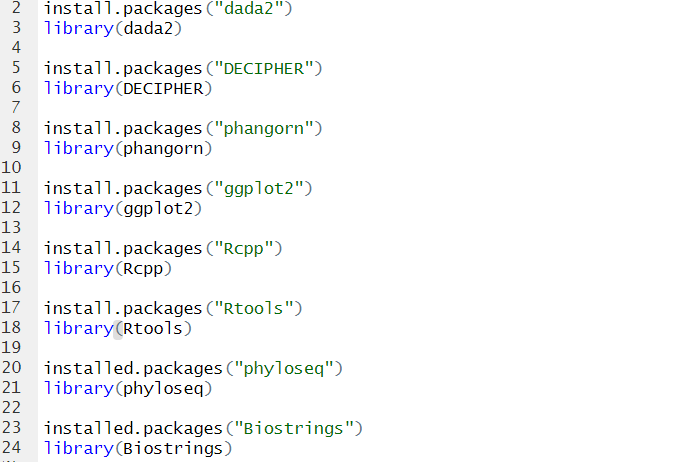 2 install.packages("dada2")
3 library(dada2)
4
5 install.packages("DECIPHER")
6 library(DECIPHER)
7
8 install.packages("phangorn")
9 library(phangorn)
10
11 install.packages("ggplot2")
12 library(ggplot2)
13
14 install.packages("Rcpp")
15 library(Rcpp)
16
17 install.packages("Rtools")
18 library(Rtools)
19
20 installed.packages("phyloseq")
21 library(phyloseq)
22
23 installed.packages("Biostrings")
24 library(Biostrings)